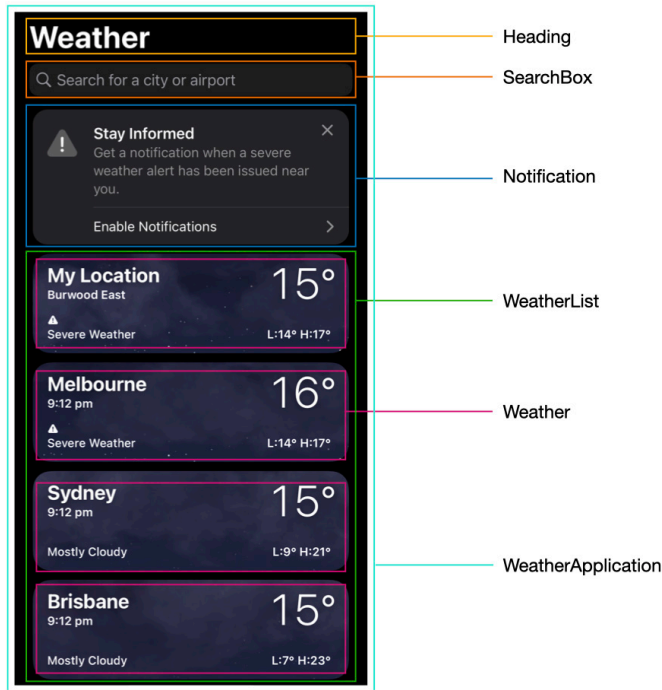 Weather
Heading
Search for a city or airport
SearchBox
Stay Informed
Get a notification when a severe
weather alert has been issued near
you.
Notification
Enable Notifications
My Location
15°
Burwood East
WeatherList
Severe Weather
L:14° H:17°
Melbourne
16°
9:12 pm
Weather
Severe Weather
L:14° H:17°
Sydney
15°
9:12 pm
Mostly Cloudy
L:9° H:21°
WeatherApplication
Brisbane
15°
9:12 pm
Mostly Cloudy
L:7° H:23°